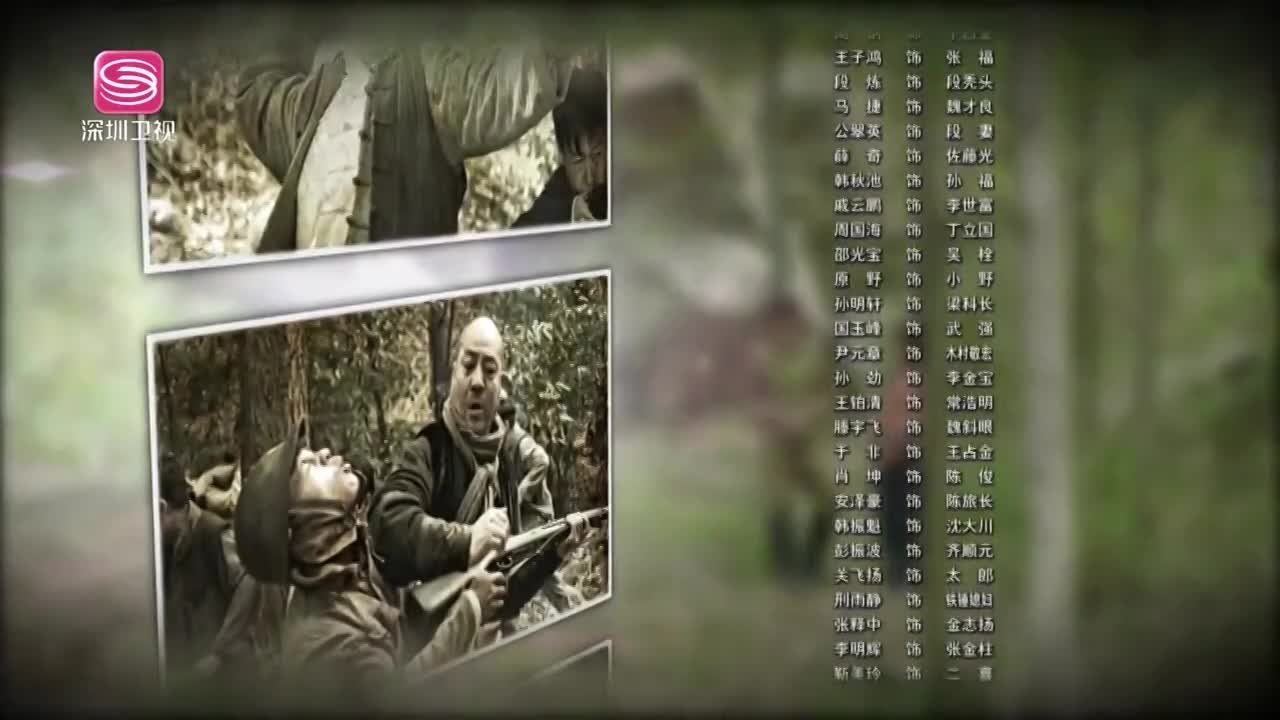 深圳卫视
王子鸿 饰 张福
段炼 饰 段秃头
马捷 饰 魏才良
公翠英 饰 段妻
薛奇 饰 佐藤光
韩秋池 饰 孙福
戚云鹏 饰 李世富
周国海 饰 丁立国
邵光宝 饰 吴栓
原野 饰 小野
孙明轩 饰 梁科长
国玉峰 饰 武强
尹元章 饰 木村敬宏
孙劲 饰 李金宝
王铂清 饰 常浩明
滕宇飞 饰 魏斜眼
于非 饰 王占金
肖坤 饰 陈俊
安泽豪 饰 陈旅长
韩振魁 饰 沈大川
彭振波 饰 齐顺元
关飞扬 饰 太郎
邢雨静 饰 铁锤媳妇
张释中 饰 金志扬
李明辉 饰 张金柱
靳美玲 饰 二喜